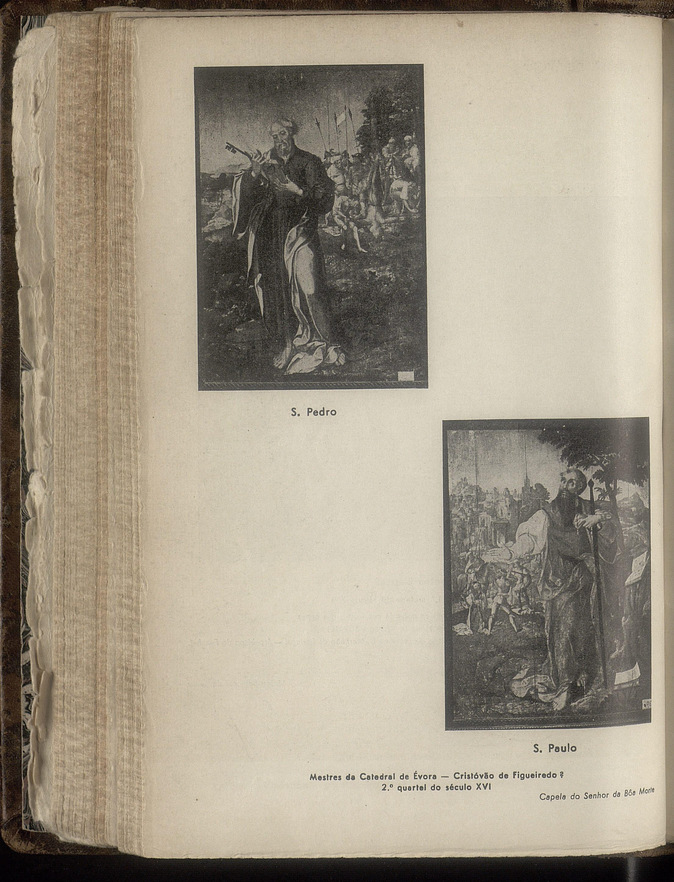 S. Pedro
S. Paulo
Mestres da Catedral de Évora — Cristóvão de Figueiredo ?
2.º quartel do século XVI
Capela do Senhor da Bôa Morte